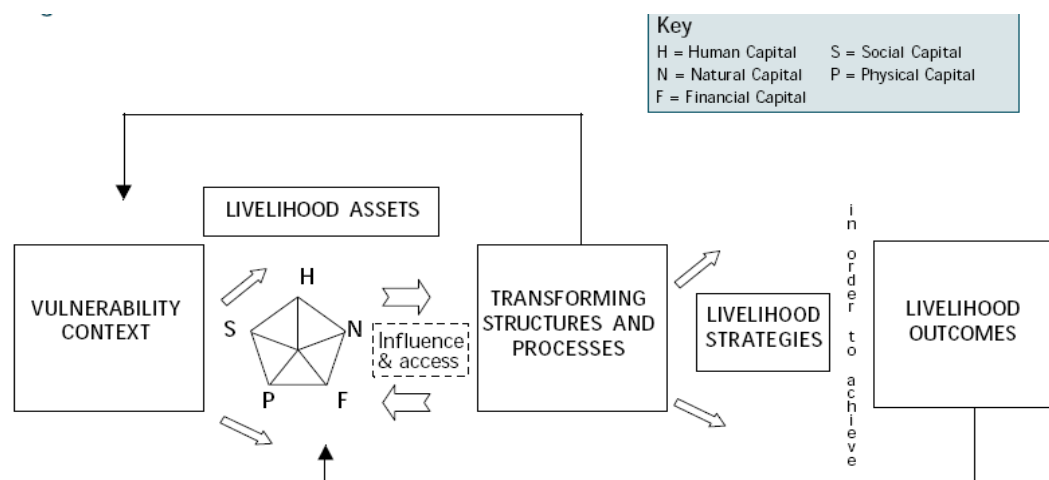 Key
H = Human Capital S = Social Capital
N = Natural Capital P = Physical Capital
F = Financial Capital
LIVELIHOOD ASSETS
VULNERABILITY
CONTEXT
H
S
N
P
F
Influence
& access
TRANSFORMING
STRUCTURES AND
PROCESSES
LIVELIHOOD
STRATEGIES
in order to achieve
LIVELIHOOD
OUTCOMES